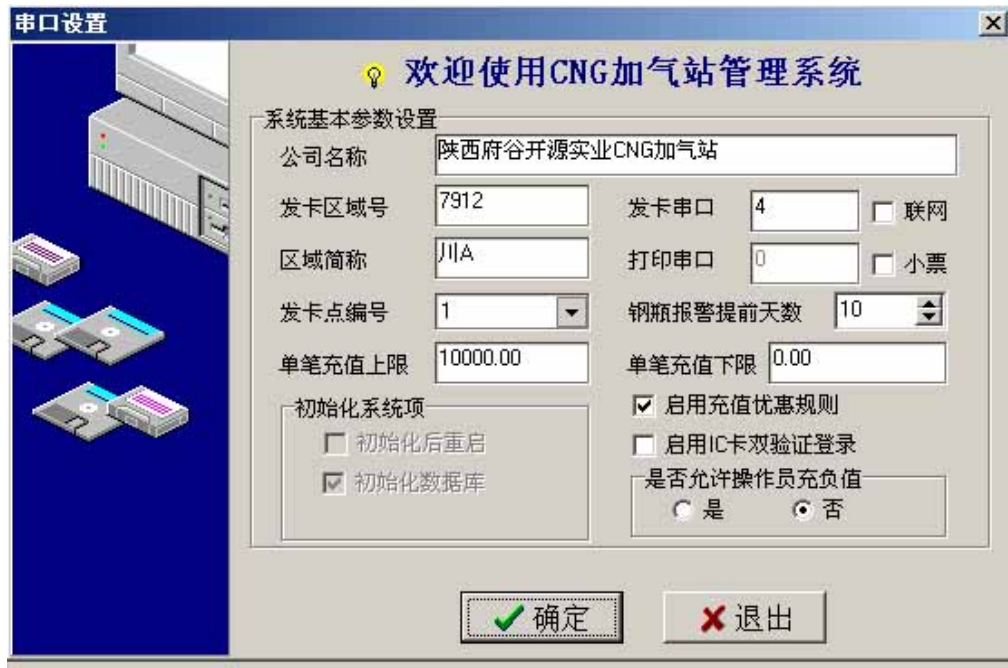 串口设置
欢迎使用CNG加气站管理系统
系统基本参数设置
公司名称 陕西府谷开源实业CNG加气站
发卡区域号 7912 发卡串口 4 联网
区域简称 川A 打印串口 0 小票
发卡点编号 1 钢瓶报警提前天数 10
单笔充值上限 10000.00 单笔充值下限 0.00
初始化系统项 启用充值优惠规则
初始化后重启 启用IC卡双验证登录
初始化数据库 是否允许操作员充负值
是 否
确定 退出